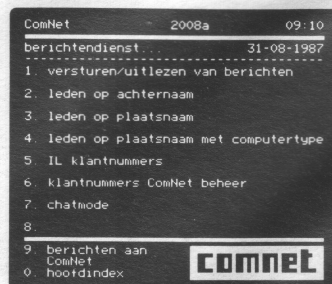 ComNet 2008a 09:10
berichtendienst... 31-08-1987
1. versturen/uitlezen van berichten
2. leden op achternaam
3. leden op plaatsnaam
4. leden op plaatsnaam met computertype
5. IL klantnummers
6. klantnummers ComNet beheer
7. chatmode
8.
9. berichten aan
ComNet
0. hoofdindex
comnet